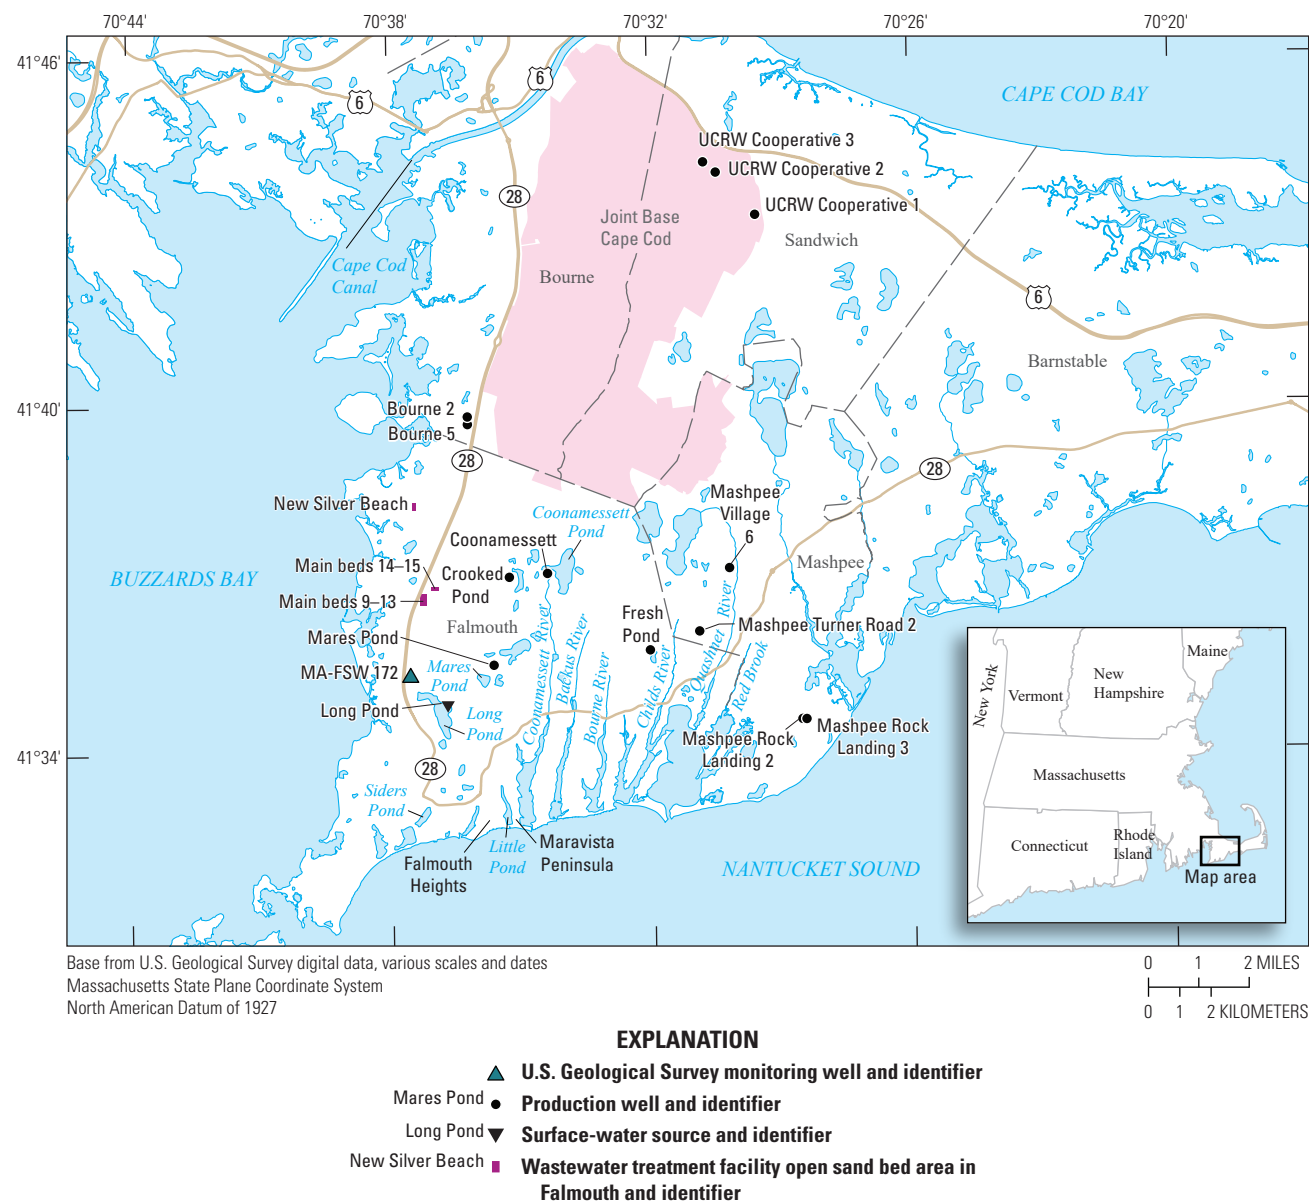 70°44'
70°38'
70°32'
70°26'
70°20'
41°46'
41°40'
41°34'
6
6
28
CAPE COD BAY
UCRW Cooperative 3
UCRW Cooperative 2
UCRW Cooperative 1
Joint Base
Cape Cod
Sandwich
Bourne
Cape Cod
Canal
6
Barnstable
Bourne 2
Bourne 5
28
28
New Silver Beach
Mashpee
Village
6
Coonamessett
Pond
Coonamessett
Main beds 14–15
Crooked
Pond
Main beds 9–13
BUZZARDS BAY
Mashpee
Falmouth
Fresh
Pond
Mashpee Turner Road 2
Mares Pond
MA-FSW 172
Mares
Pond
Long Pond
Long
Pond
Coonamessett River
Backus River
Bourne River
Childs River
Quashnet
River
Red Brook
Mashpee Rock
Landing 2
Mashpee Rock
Landing 3
28
Siders
Pond
Falmouth
Heights
Little
Pond
Maravista
Peninsula
NANTUCKET SOUND
New York
Vermont
New
Hampshire
Maine
Massachusetts
Connecticut
Rhode
Island
Map area
Base from U.S. Geological Survey digital data, various scales and dates
Massachusetts State Plane Coordinate System
North American Datum of 1927
0 1 2 MILES
0 1 2 KILOMETERS
EXPLANATION
U.S. Geological Survey monitoring well and identifier
Mares Pond Production well and identifier
Long Pond Surface-water source and identifier
New Silver Beach Wastewater treatment facility open sand bed area in
Falmouth and identifier